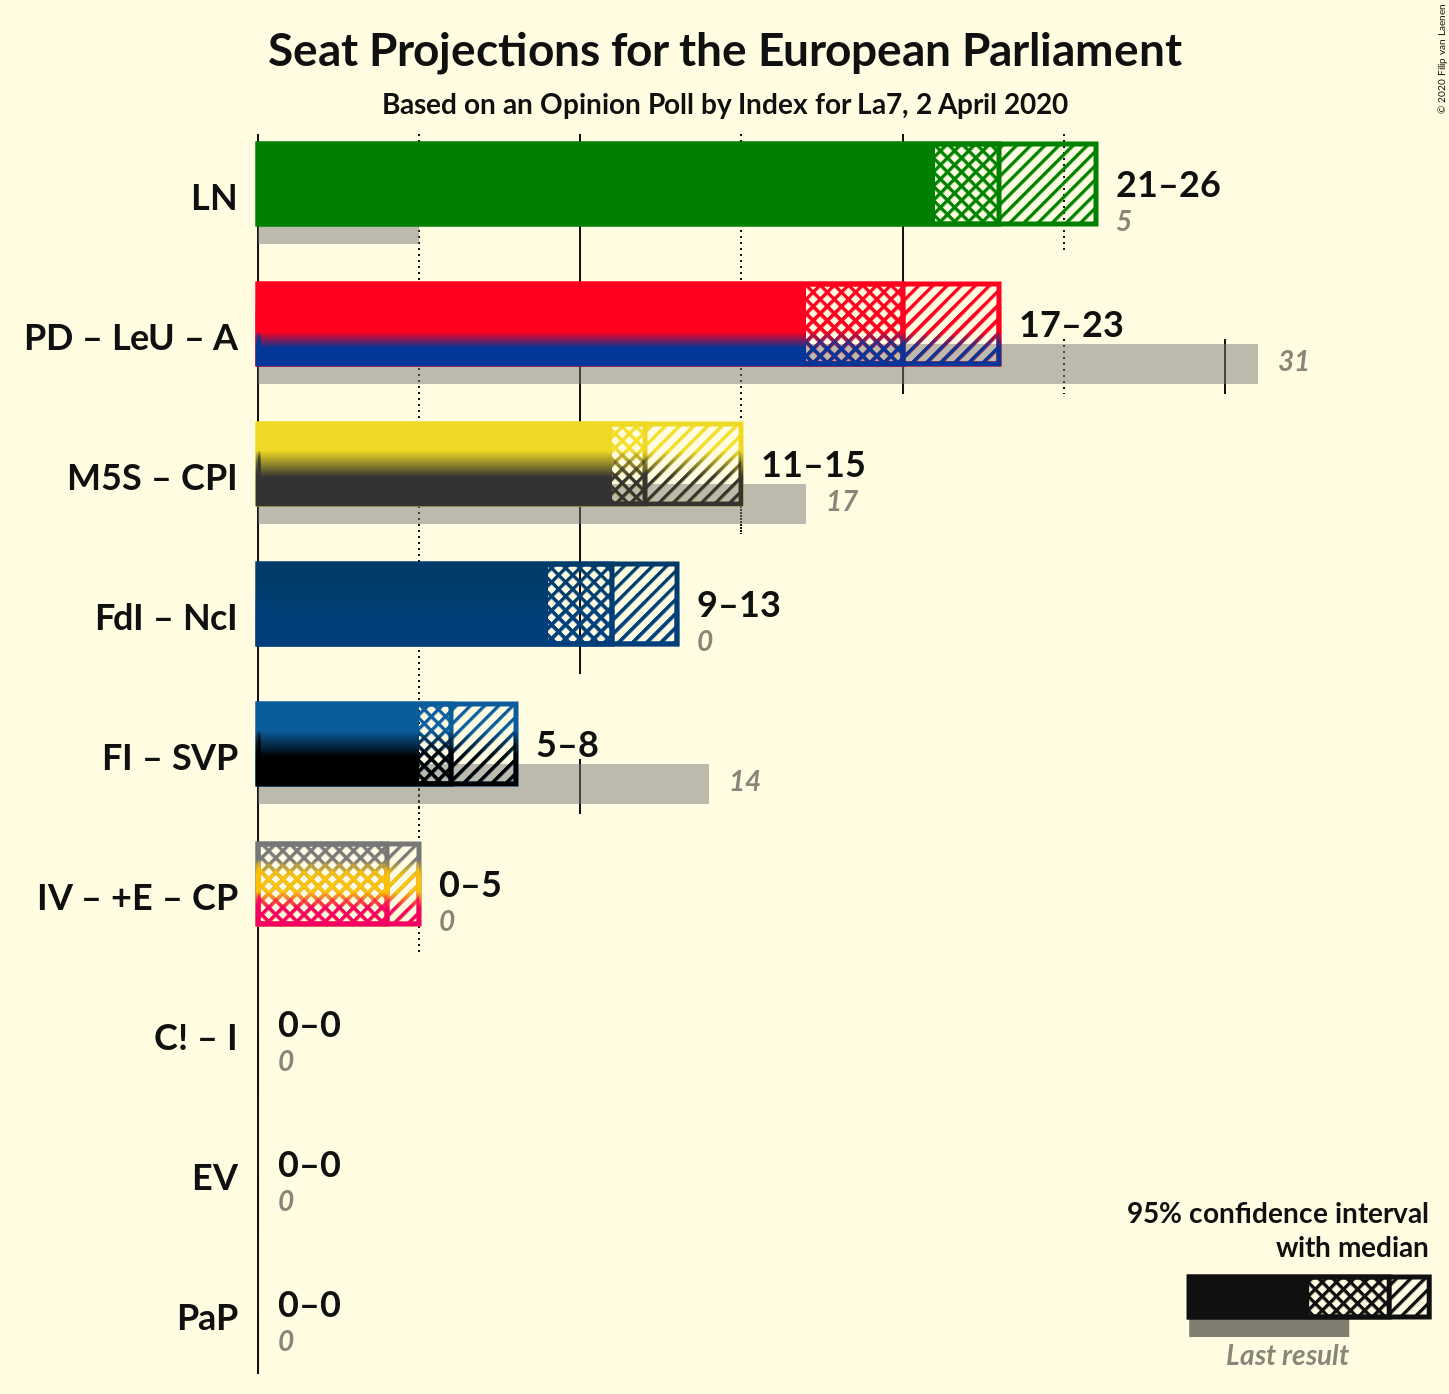 Seat Projections for the European Parliament
Based on an Opinion Poll by Index for La7, 2 April 2020
© 2020 Filip van Laenen
LN
21–26
5
PD – LeU – A
17–23
31
M5S – CPI
11–15
17
FdI – NcI
9–13
0
FI – SVP
5–8
14
IV – +E – CP
0–5
0
C! – I
0–0
0
EV
0–0
0
PaP
0–0
0
95% confidence interval
with median
Last result